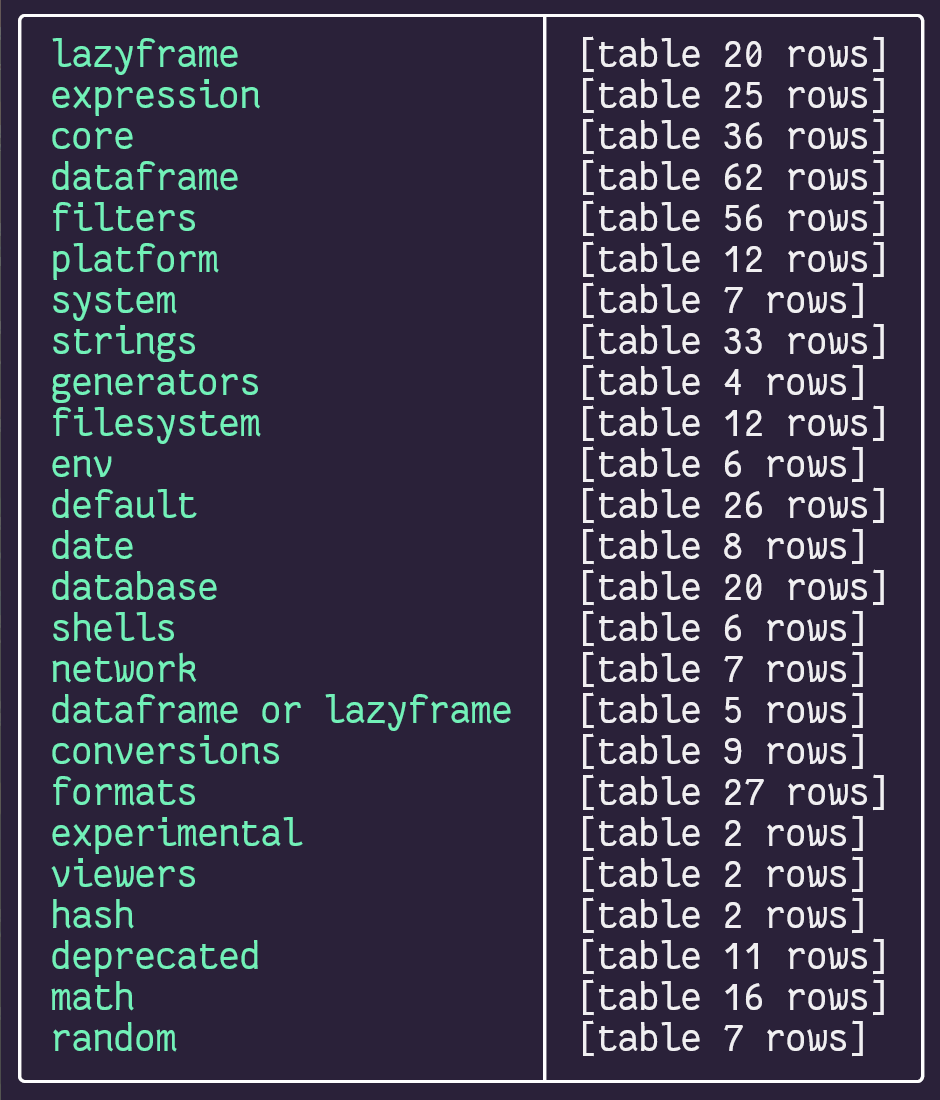 lazyframe [table 20 rows]
expression [table 25 rows]
core [table 36 rows]
dataframe [table 62 rows]
filters [table 56 rows]
platform [table 12 rows]
system [table 7 rows]
strings [table 33 rows]
generators [table 4 rows]
filesystem [table 12 rows]
env [table 6 rows]
default [table 26 rows]
date [table 8 rows]
database [table 20 rows]
shells [table 6 rows]
network [table 7 rows]
dataframe or lazyframe [table 5 rows]
conversions [table 9 rows]
formats [table 27 rows]
experimental [table 2 rows]
viewers [table 2 rows]
hash [table 2 rows]
deprecated [table 11 rows]
math [table 16 rows]
random [table 7 rows]